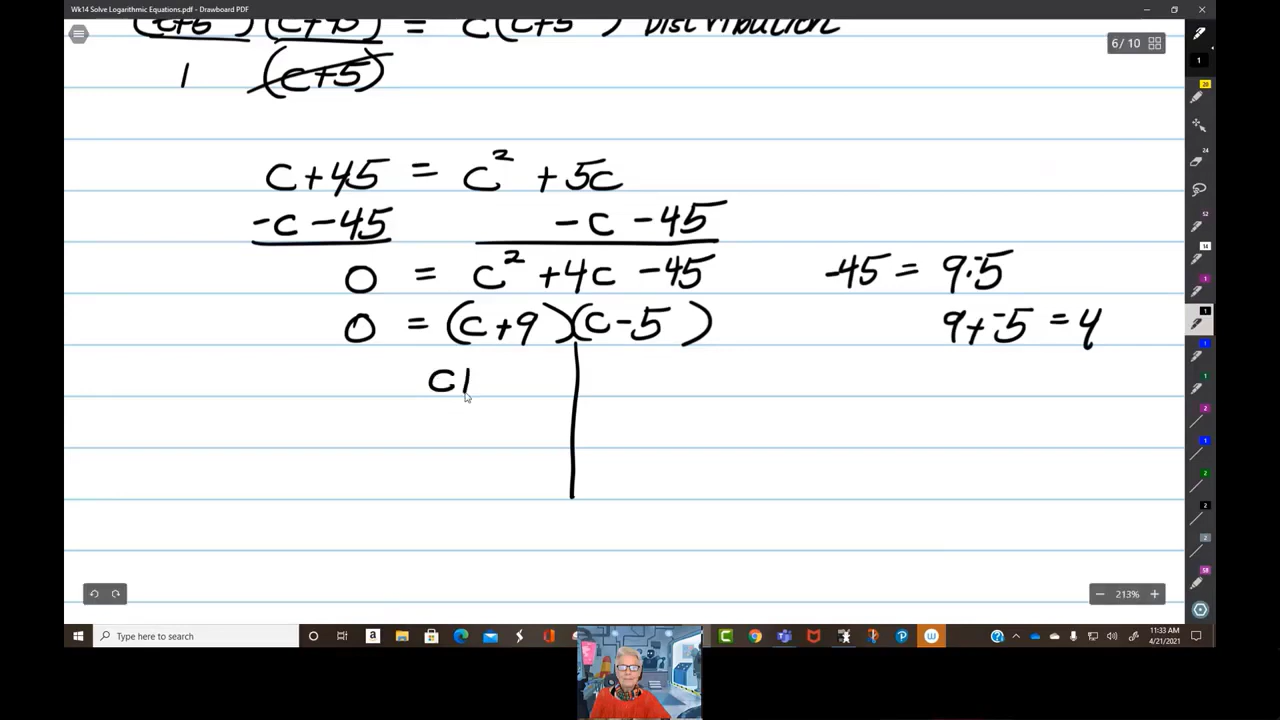 Wk14 Solve Logarithmic Equations.pdf - Drawboard PDF
(c+5)(c+45) = c(c+5) Distribution
6 / 10
1 (c+5)
c+45 = c² +5c
-c -45 -c -45
0 = c² +4c -45 -45 = 9·-5
0 = (c+9)(c-5) 9+-5 = 4
c
213%
Type here to search
11:33 AM
4/21/2021